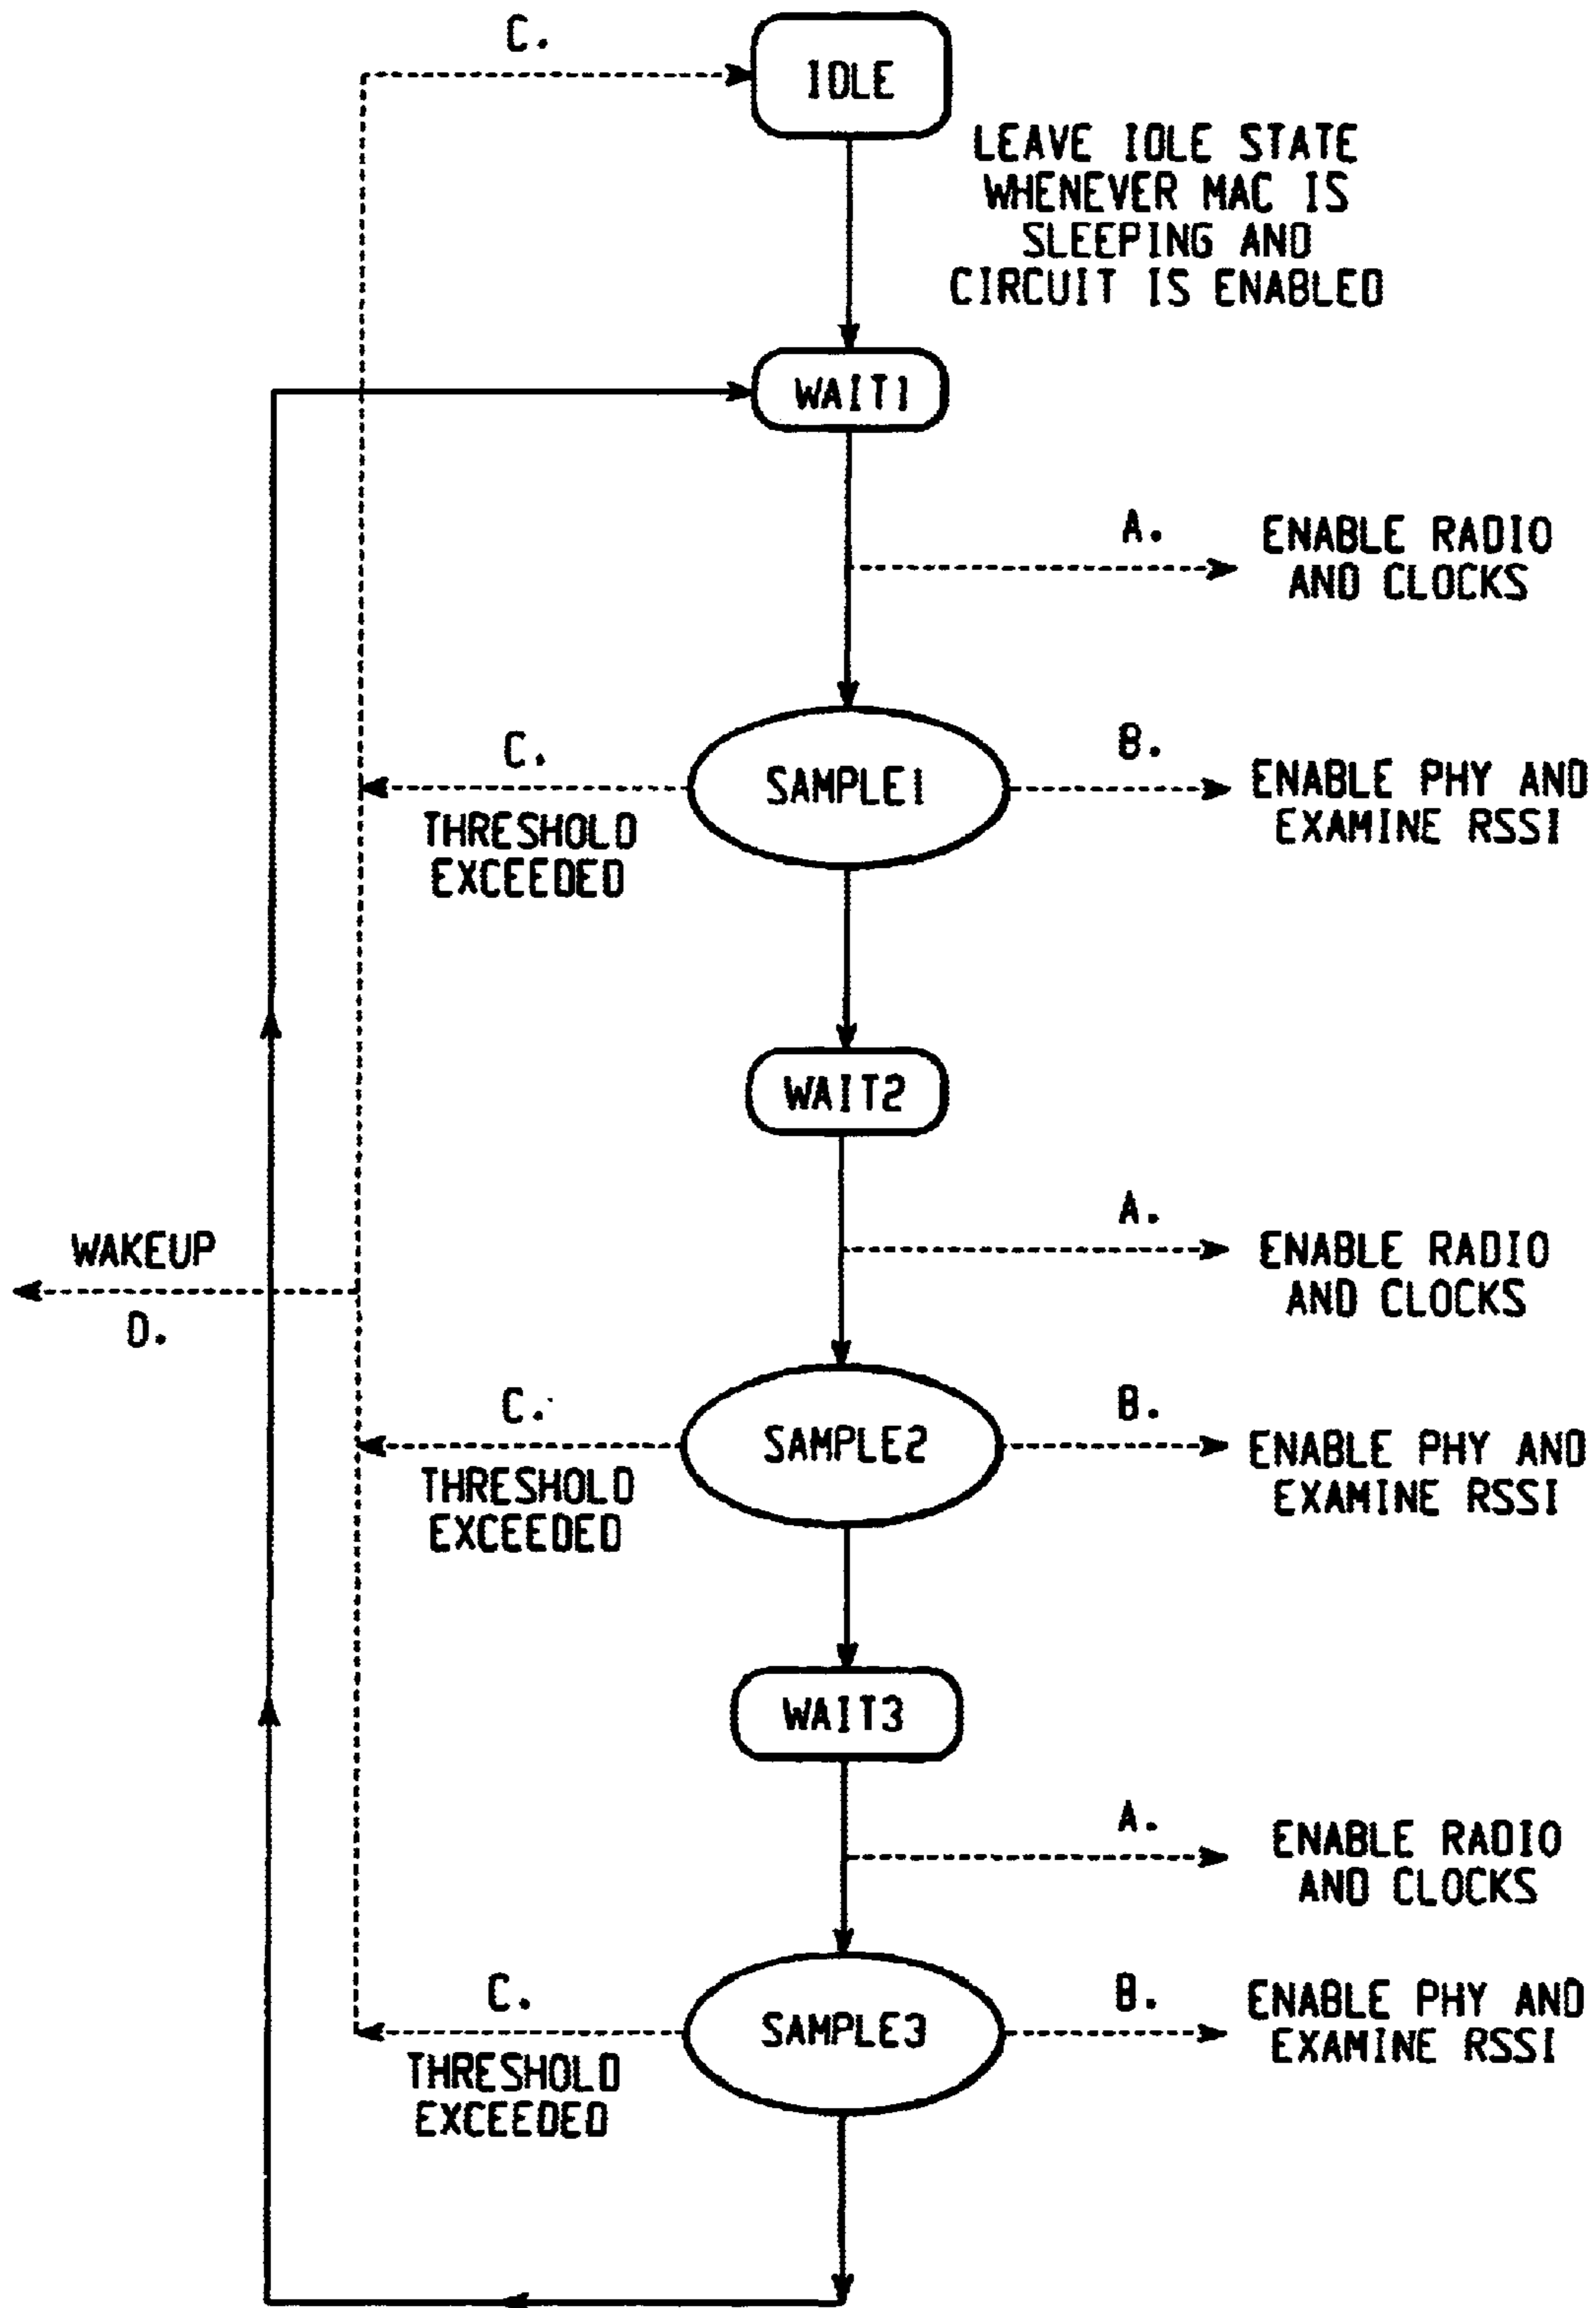 C.
IDLE
LEAVE IDLE STATE
WHENEVER MAC IS
SLEEPING AND
CIRCUIT IS ENABLED
WAIT1
A.
ENABLE RADIO
AND CLOCKS
C.
THRESHOLD
EXCEEDED
SAMPLE1
B.
ENABLE PHY AND
EXAMINE RSSI
WAIT2
WAKEUP
D.
A.
ENABLE RADIO
AND CLOCKS
C.
THRESHOLD
EXCEEDED
SAMPLE2
B.
ENABLE PHY AND
EXAMINE RSSI
WAIT3
A.
ENABLE RADIO
AND CLOCKS
C.
THRESHOLD
EXCEEDED
SAMPLE3
B.
ENABLE PHY AND
EXAMINE RSSI